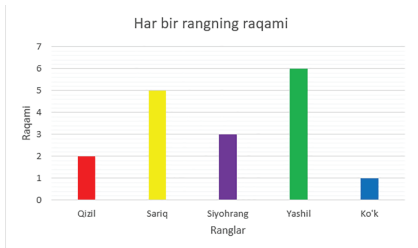 Har bir rangning raqami
7
6
5
4
3
2
1
0
Raqami
Qizil
Sariq
Siyohrang
Yashil
Ko'k
Ranglar